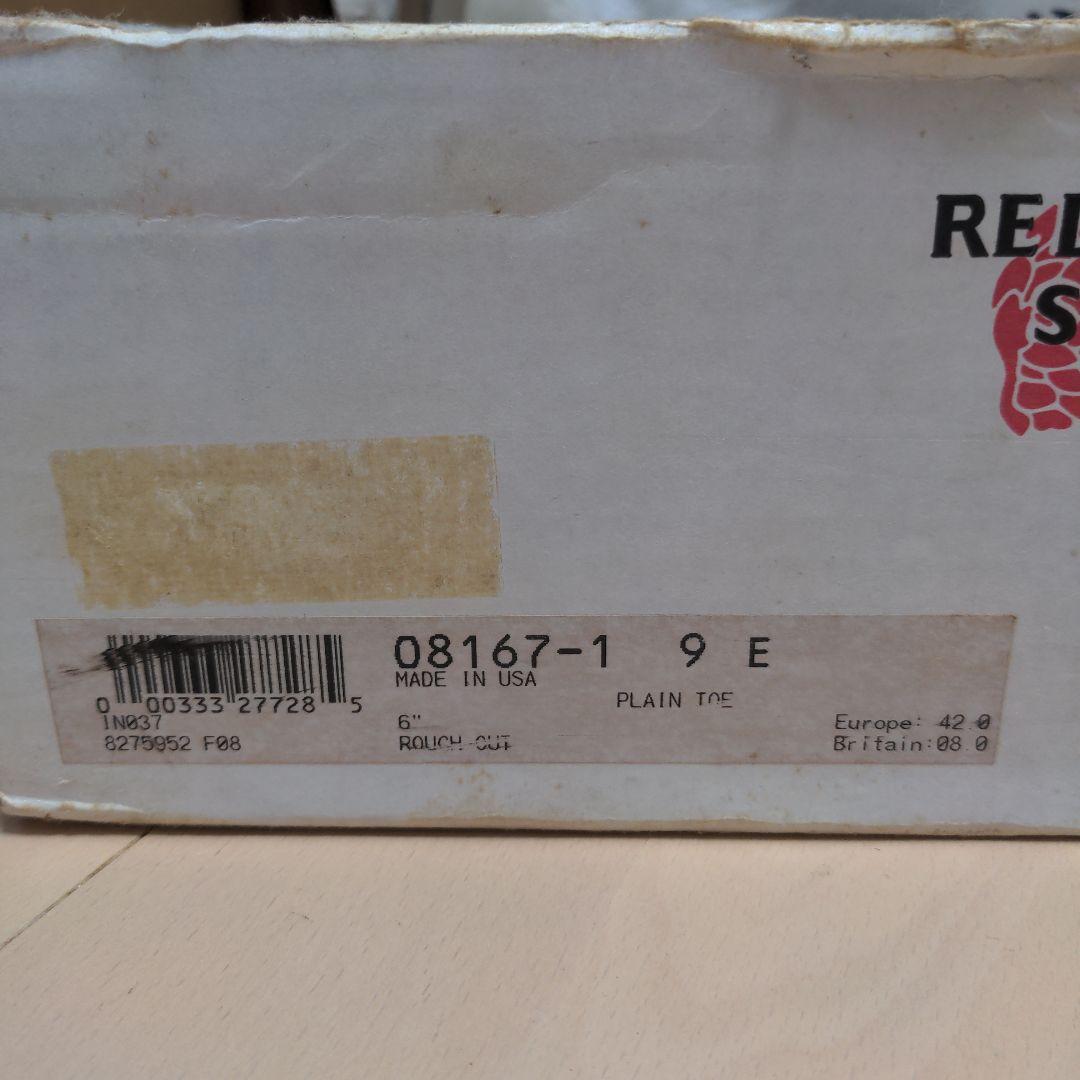 RED
S
08167-1 9 E
MADE IN USA
PLAIN TOE
0 00333 27728 5
IN037
6"
Europe: 42.0
8275952 F08
ROUGH-OUT
Britain:08.0